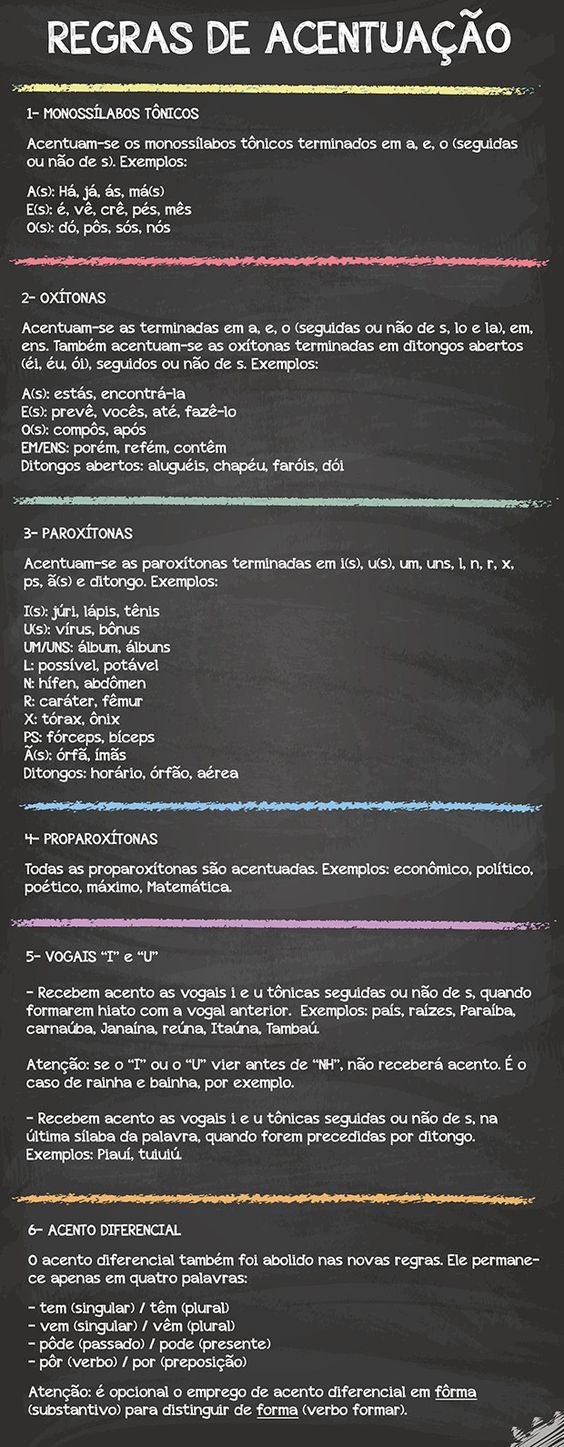 REGRAS DE ACENTUAÇÃO
1- MONOSSÍLABOS TÔNICOS
Acentuam-se os monossílabos tônicos terminados em a, e, o (seguidas
ou não de s). Exemplos:
A(s): Há, já, ás, má(s)
E(s): é, vê, crê, pés, mês
O(s): dó, pôs, sós, nós
2- OXÍTONAS
Acentuam-se as terminadas em a, e, o (seguidas ou não de s, lo e la), em,
ens. Também acentuam-se as oxítonas terminadas em ditongos abertos
(éi, éu, ói), seguidos ou não de s. Exemplos:
A(s): estás, encontrá-la
E(s): prevê, vocês, até, fazê-lo
O(s): compôs, após
EM/ENS: porém, refém, contêm
Ditongos abertos: aluguéis, chapéu, faróis, dói
3- PAROXÍTONAS
Acentuam-se as paroxítonas terminadas em i(s), u(s), um, uns, l, n, r, x,
ps, ã(s) e ditongo. Exemplos:
I(s): júri, lápis, tênis
U(s): vírus, bônus
UM/UNS: álbum, álbuns
L: possível, potável
N: hífen, abdômen
R: caráter, fêmur
X: tórax, ônix
PS: fórceps, bíceps
Ã(s): órfã, ímãs
Ditongos: horário, órfão, aérea
4- PROPAROXÍTONAS
Todas as proparoxítonas são acentuadas. Exemplos: econômico, político,
poético, máximo, Matemática.
5- VOGAIS “I” e “U”
- Recebem acento as vogais i e u tônicas seguidas ou não de s, quando
formarem hiato com a vogal anterior. Exemplos: país, raízes, Paraíba,
carnaúba, Janaína, reúna, Itaúna, Tambaú.
Atenção: se o “I” ou o “U” vier antes de “NH”, não receberá acento. É o
caso de rainha e bainha, por exemplo.
- Recebem acento as vogais i e u tônicas seguidas ou não de s, na
última sílaba da palavra, quando forem precedidas por ditongo.
Exemplos: Piauí, tuiuiú.
6- ACENTO DIFERENCIAL
O acento diferencial também foi abolido nas novas regras. Ele permane-
ce apenas em quatro palavras:
- tem (singular) / têm (plural)
- vem (singular) / vêm (plural)
- pôde (passado) / pode (presente)
- pôr (verbo) / por (preposição)
Atenção: é opcional o emprego de acento diferencial em fôrma
(substantivo) para distinguir de forma (verbo formar).